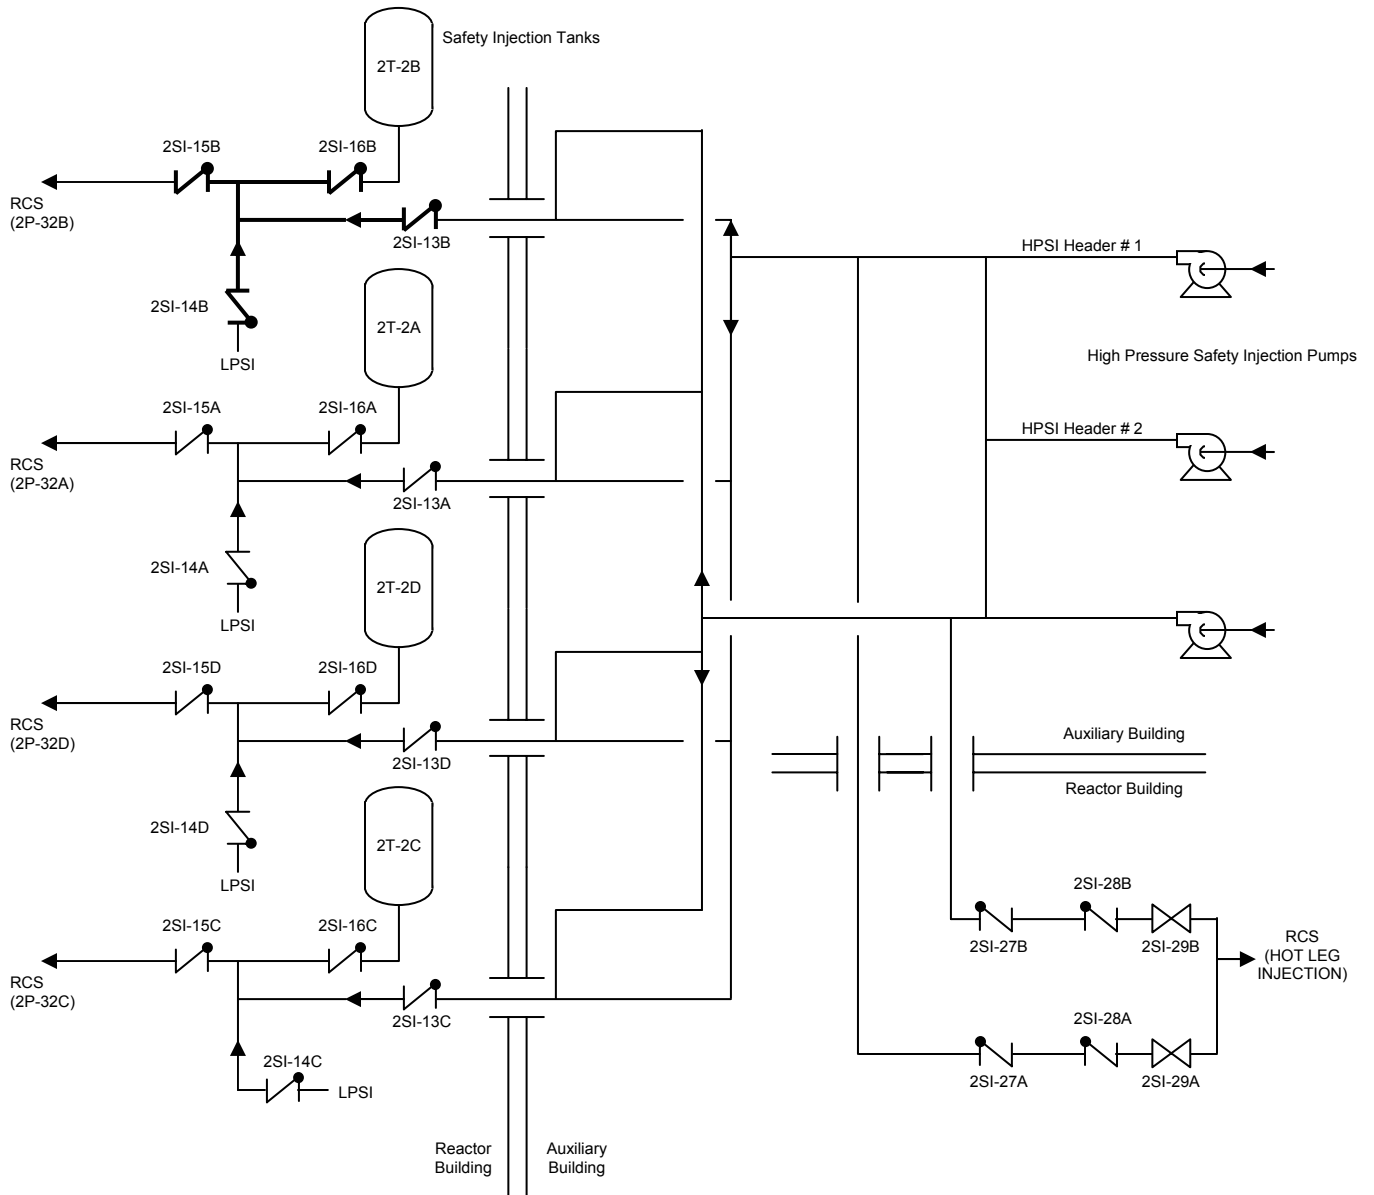 Safety Injection Tanks
2T-2B
2SI-15B
2SI-16B
RCS
(2P-32B)
2SI-13B
2SI-14B
LPSI
2T-2A
2SI-15A
2SI-16A
RCS
(2P-32A)
2SI-13A
2SI-14A
LPSI
2T-2D
2SI-15D
2SI-16D
RCS
(2P-32D)
2SI-13D
2SI-14D
LPSI
2T-2C
2SI-15C
2SI-16C
RCS
(2P-32C)
2SI-13C
2SI-14C
LPSI
Reactor
Building
Auxiliary
Building
HPSI Header # 1
High Pressure Safety Injection Pumps
HPSI Header # 2
Auxiliary Building
Reactor Building
2SI-28B
2SI-27B
2SI-29B
RCS
(HOT LEG
INJECTION)
2SI-28A
2SI-27A
2SI-29A